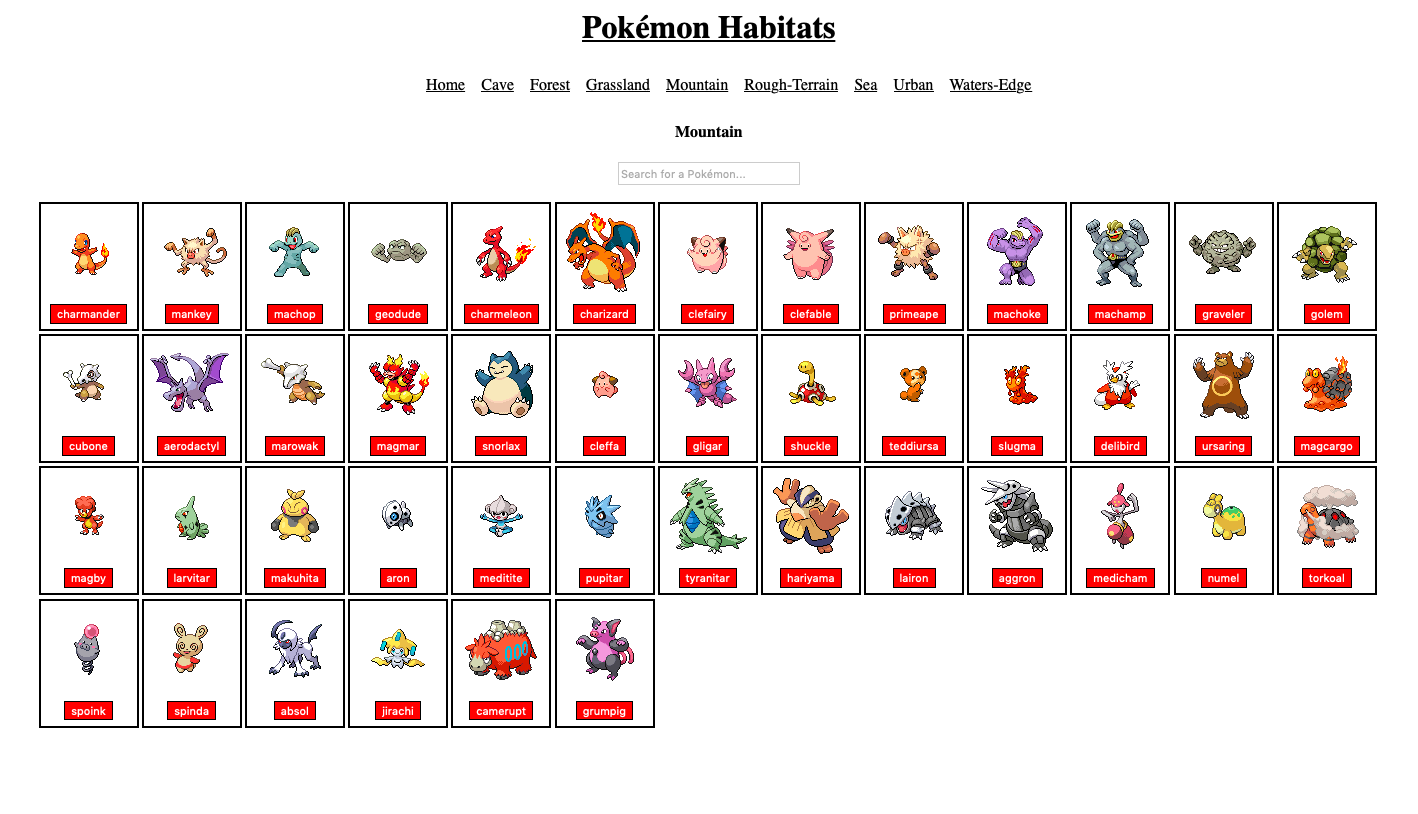 Pokémon Habitats
Home Cave Forest Grassland Mountain Rough-Terrain Sea Urban Waters-Edge
Mountain
Search for a Pokémon...
charmander mankey machop geodude charmeleon charizard clefairy clefable primeape machoke machamp graveler golem
cubone aerodactyl marowak magmar snorlax cleffa gligar shuckle teddiursa slugma delibird ursaring magcargo
magby larvitar makuhita aron meditite pupitar tyranitar hariyama lairon aggron medicham numel torkoal
spoink spinda absol jirachi camerupt grumpig